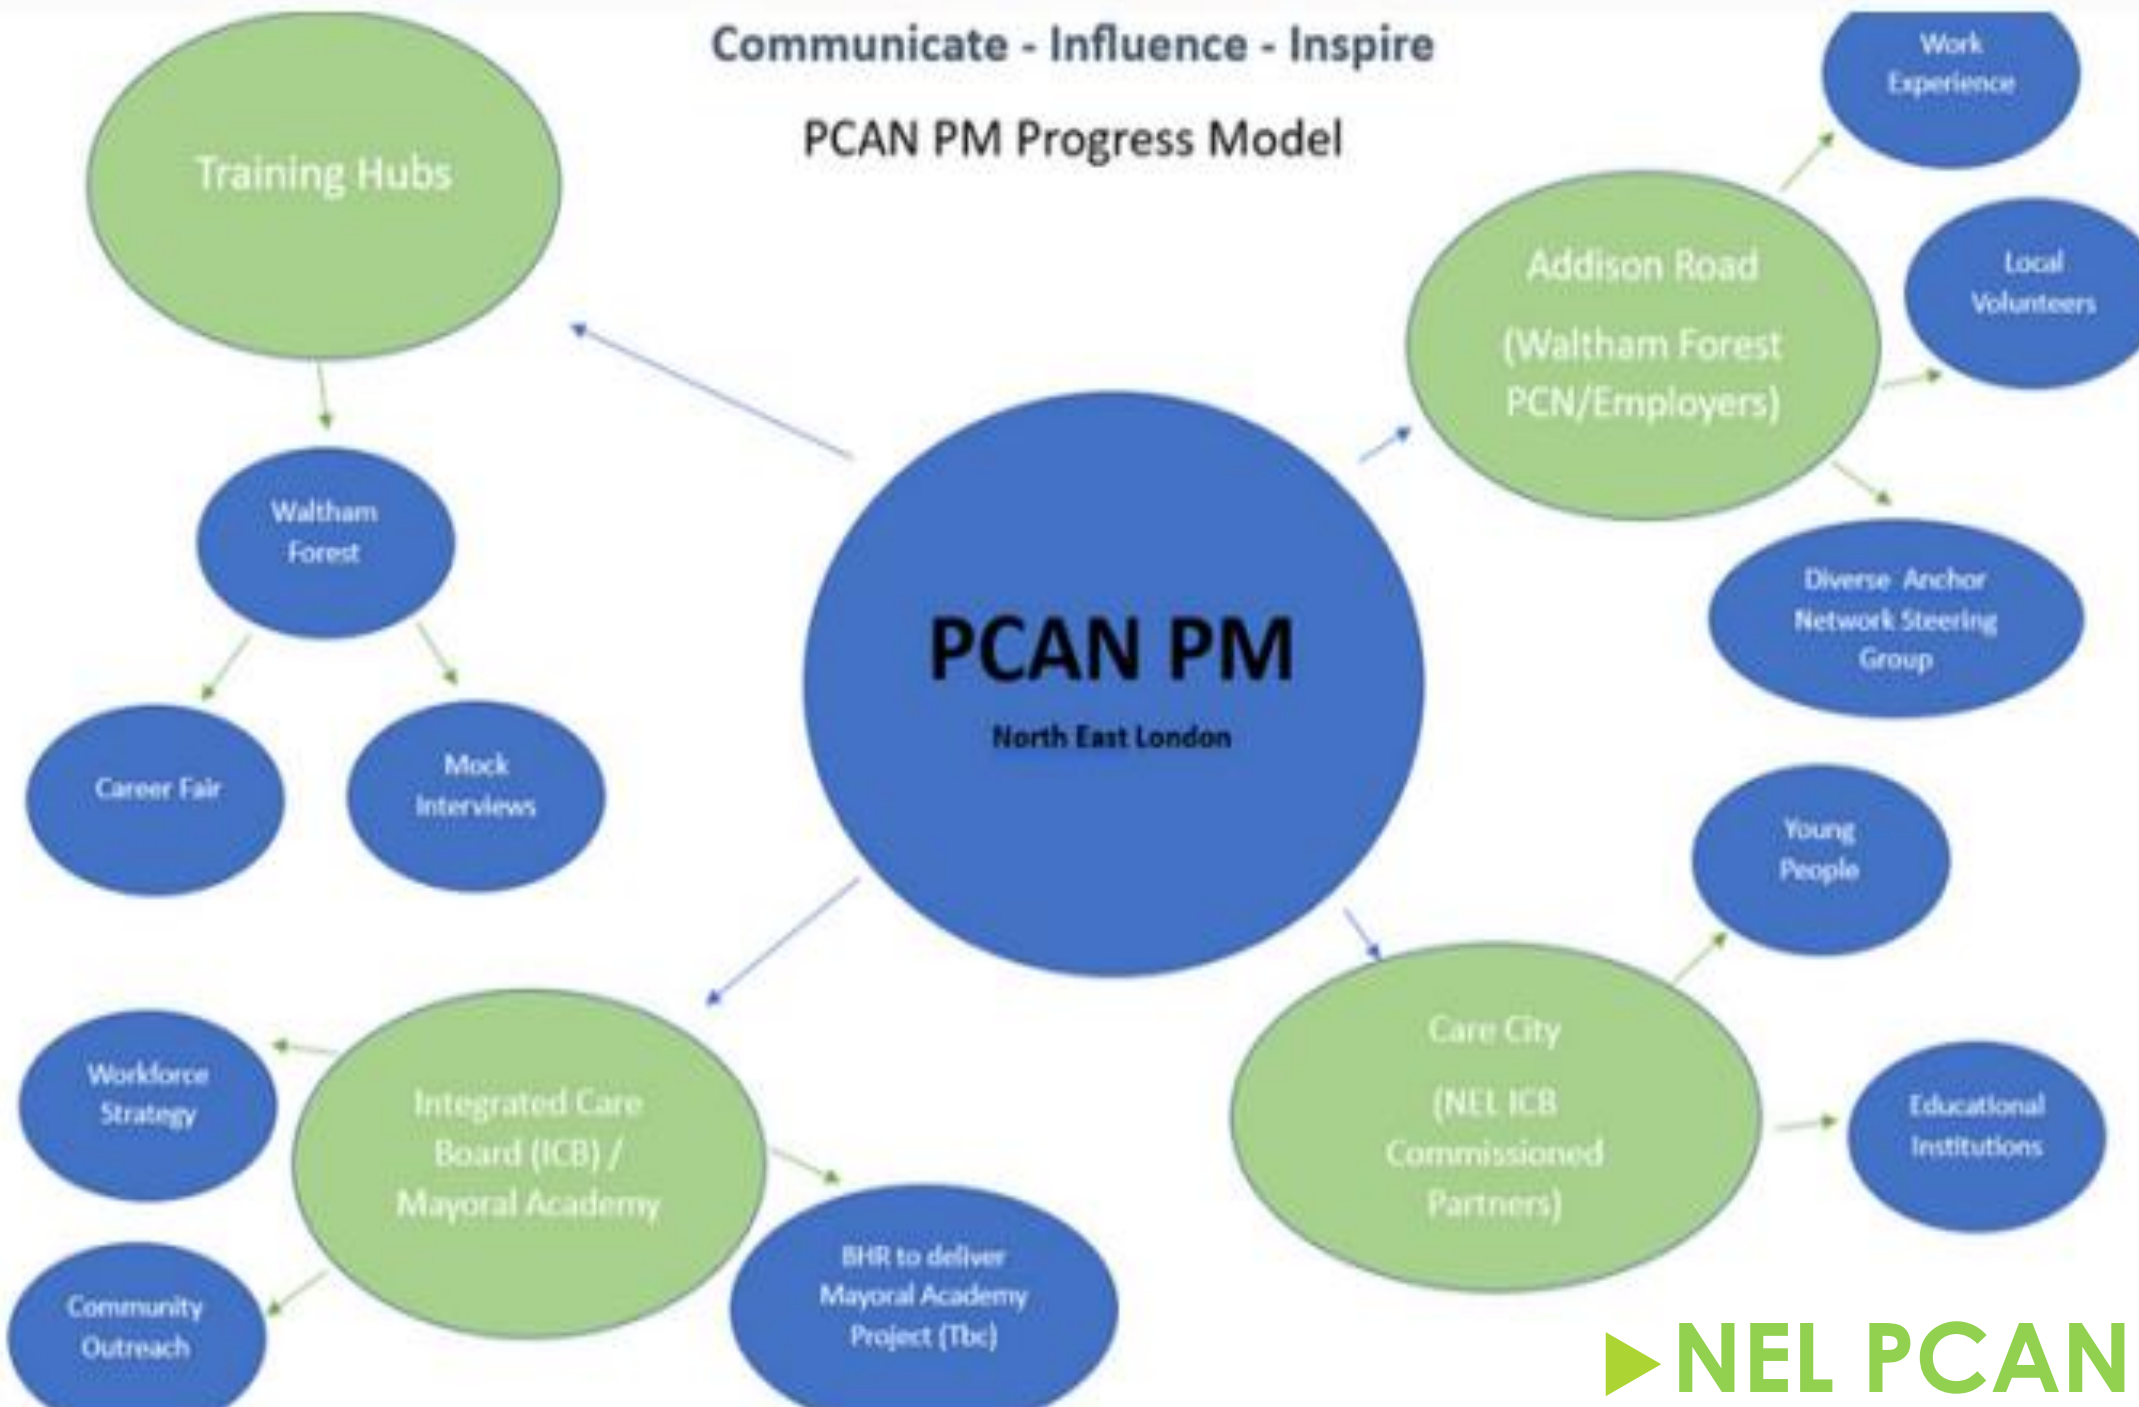 Communicate - Influence - Inspire
PCAN PM Progress Model
Training Hubs
Waltham
Forest
Career Fair
Mock
Interviews
Work
Experience
Addison Road
(Waltham Forest
PCN/Employers)
Local
Volunteers
Diverse Anchor
Network Steering
Group
PCAN PM
North East London
Young
People
Care City
(NEL ICB
Commissioned
Partners)
Educational
Institutions
Workforce
Strategy
Integrated Care
Board (ICB) /
Mayoral Academy
Community
Outreach
BHR to deliver
Mayoral Academy
Project (Tbc)
NEL PCAN